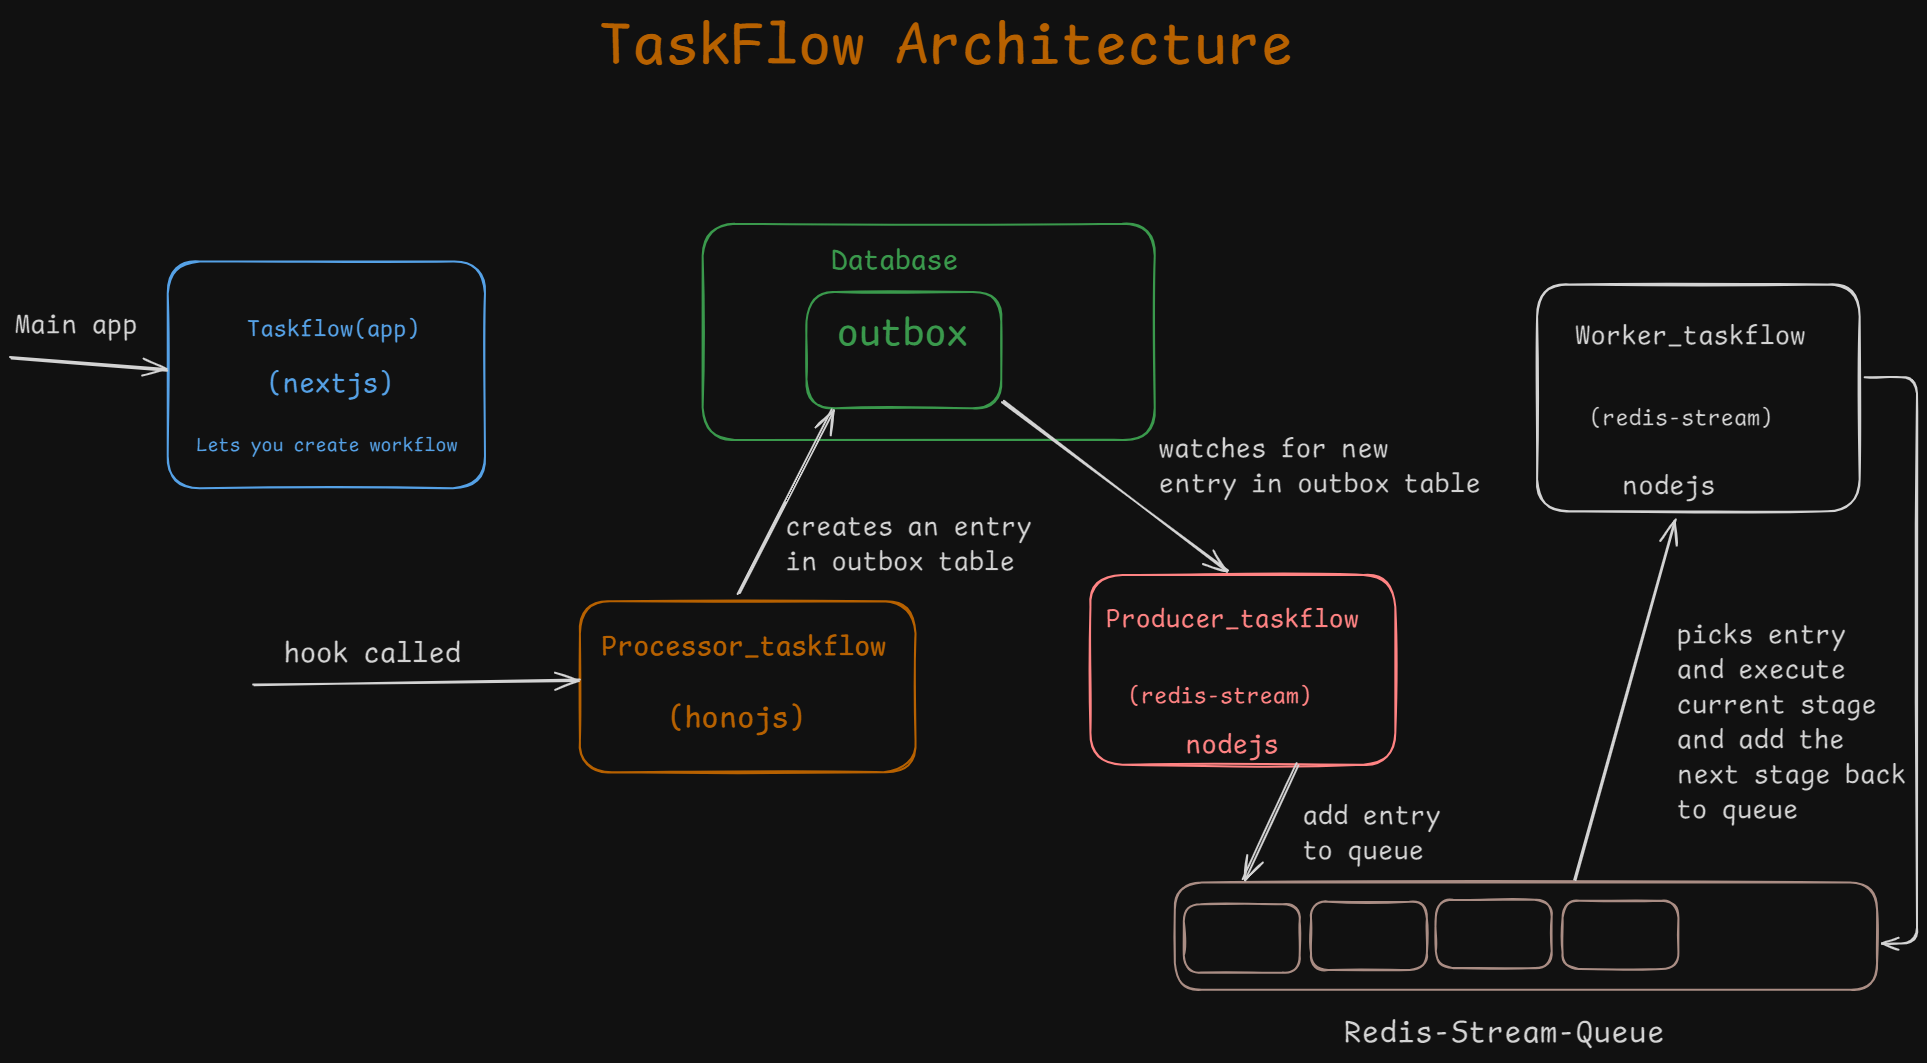 TaskFlow Architecture
Main app
Taskflow(app)
(nextjs)
Lets you create workflow
Database
outbox
creates an entry
in outbox table
watches for new
entry in outbox table
hook called
Processor_taskflow
(honojs)
Producer_taskflow
(redis-stream)
nodejs
add entry
to queue
Worker_taskflow
(redis-stream)
nodejs
picks entry
and execute
current stage
and add the
next stage back
to queue
Redis-Stream-Queue